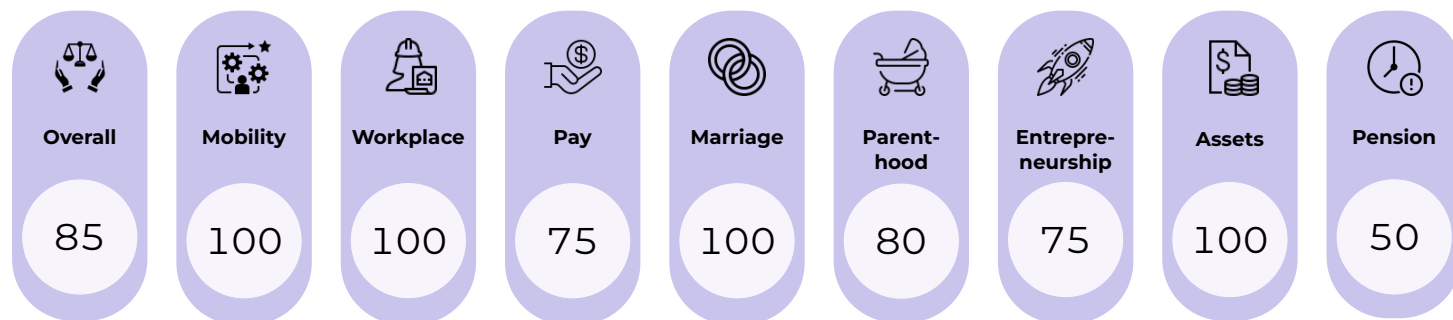 Overall
85
Mobility
100
Workplace
100
$
Pay
75
Marriage
100
Parent-
hood
80
Entrepre-
neurship
75
$
Assets
100
!
Pension
50